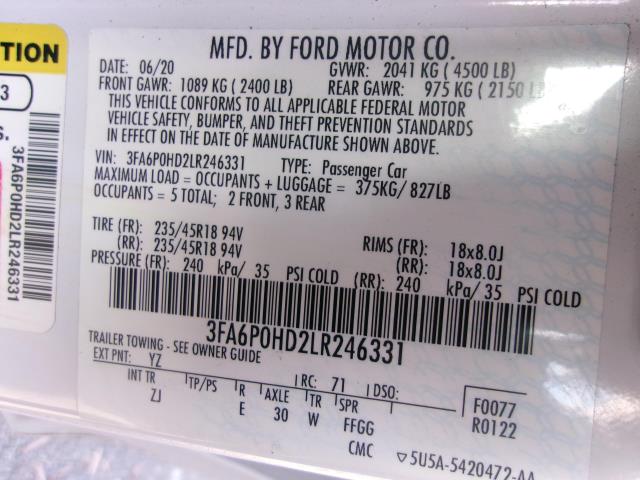 TION
3
S.
3FA6P0HD2LR246331
MFD. BY FORD MOTOR CO.
DATE: 06/20 GVWR: 2041 KG ( 4500 LB)
FRONT GAWR: 1089 KG ( 2400 LB) REAR GAWR: 975 KG ( 2150 L
THIS VEHICLE CONFORMS TO ALL APPLICABLE FEDERAL MOTOR
VEHICLE SAFETY, BUMPER, AND THEFT PREVENTION STANDARDS
IN EFFECT ON THE DATE OF MANUFACTURE SHOWN ABOVE.
VIN: 3FA6P0HD2LR246331 TYPE: Passenger Car
MAXIMUM LOAD = OCCUPANTS + LUGGAGE = 375KG/ 827LB
OCCUPANTS = 5 TOTAL; 2 FRONT, 3 REAR
TIRE (FR): 235/45R18 94V RIMS (FR): 18x8.0J
(RR): 235/45R18 94V (RR): 18x8.0J
PRESSURE (FR): 240 kPa/ 35 PSI COLD (RR): 240 kPa/ 35 PSI COLD
3FA6P0HD2LR246331
TRAILER TOWING - SEE OWNER GUIDE
EXT PNT: YZ RC: 71 DSO:
INT TR TP/PS R AXLE TR SPR F0077
ZJ E 30 W FFGG R0122
CMC 5U5A-5420472-AA